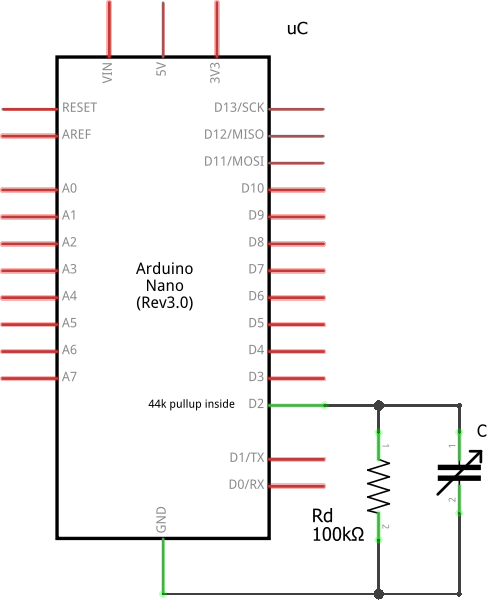 uC
VIN
5V
3V3
RESET
D13/SCK
AREF
D12/MISO
D11/MOSI
A0
D10
A1
D9
A2
D8
A3
D7
Arduino
Nano
(Rev3.0)
A4
D6
A5
D5
A6
D4
A7
D3
44k pullup inside
D2
C
1
1
D1/TX
D0/RX
2
GND
Rd
100kΩ
2